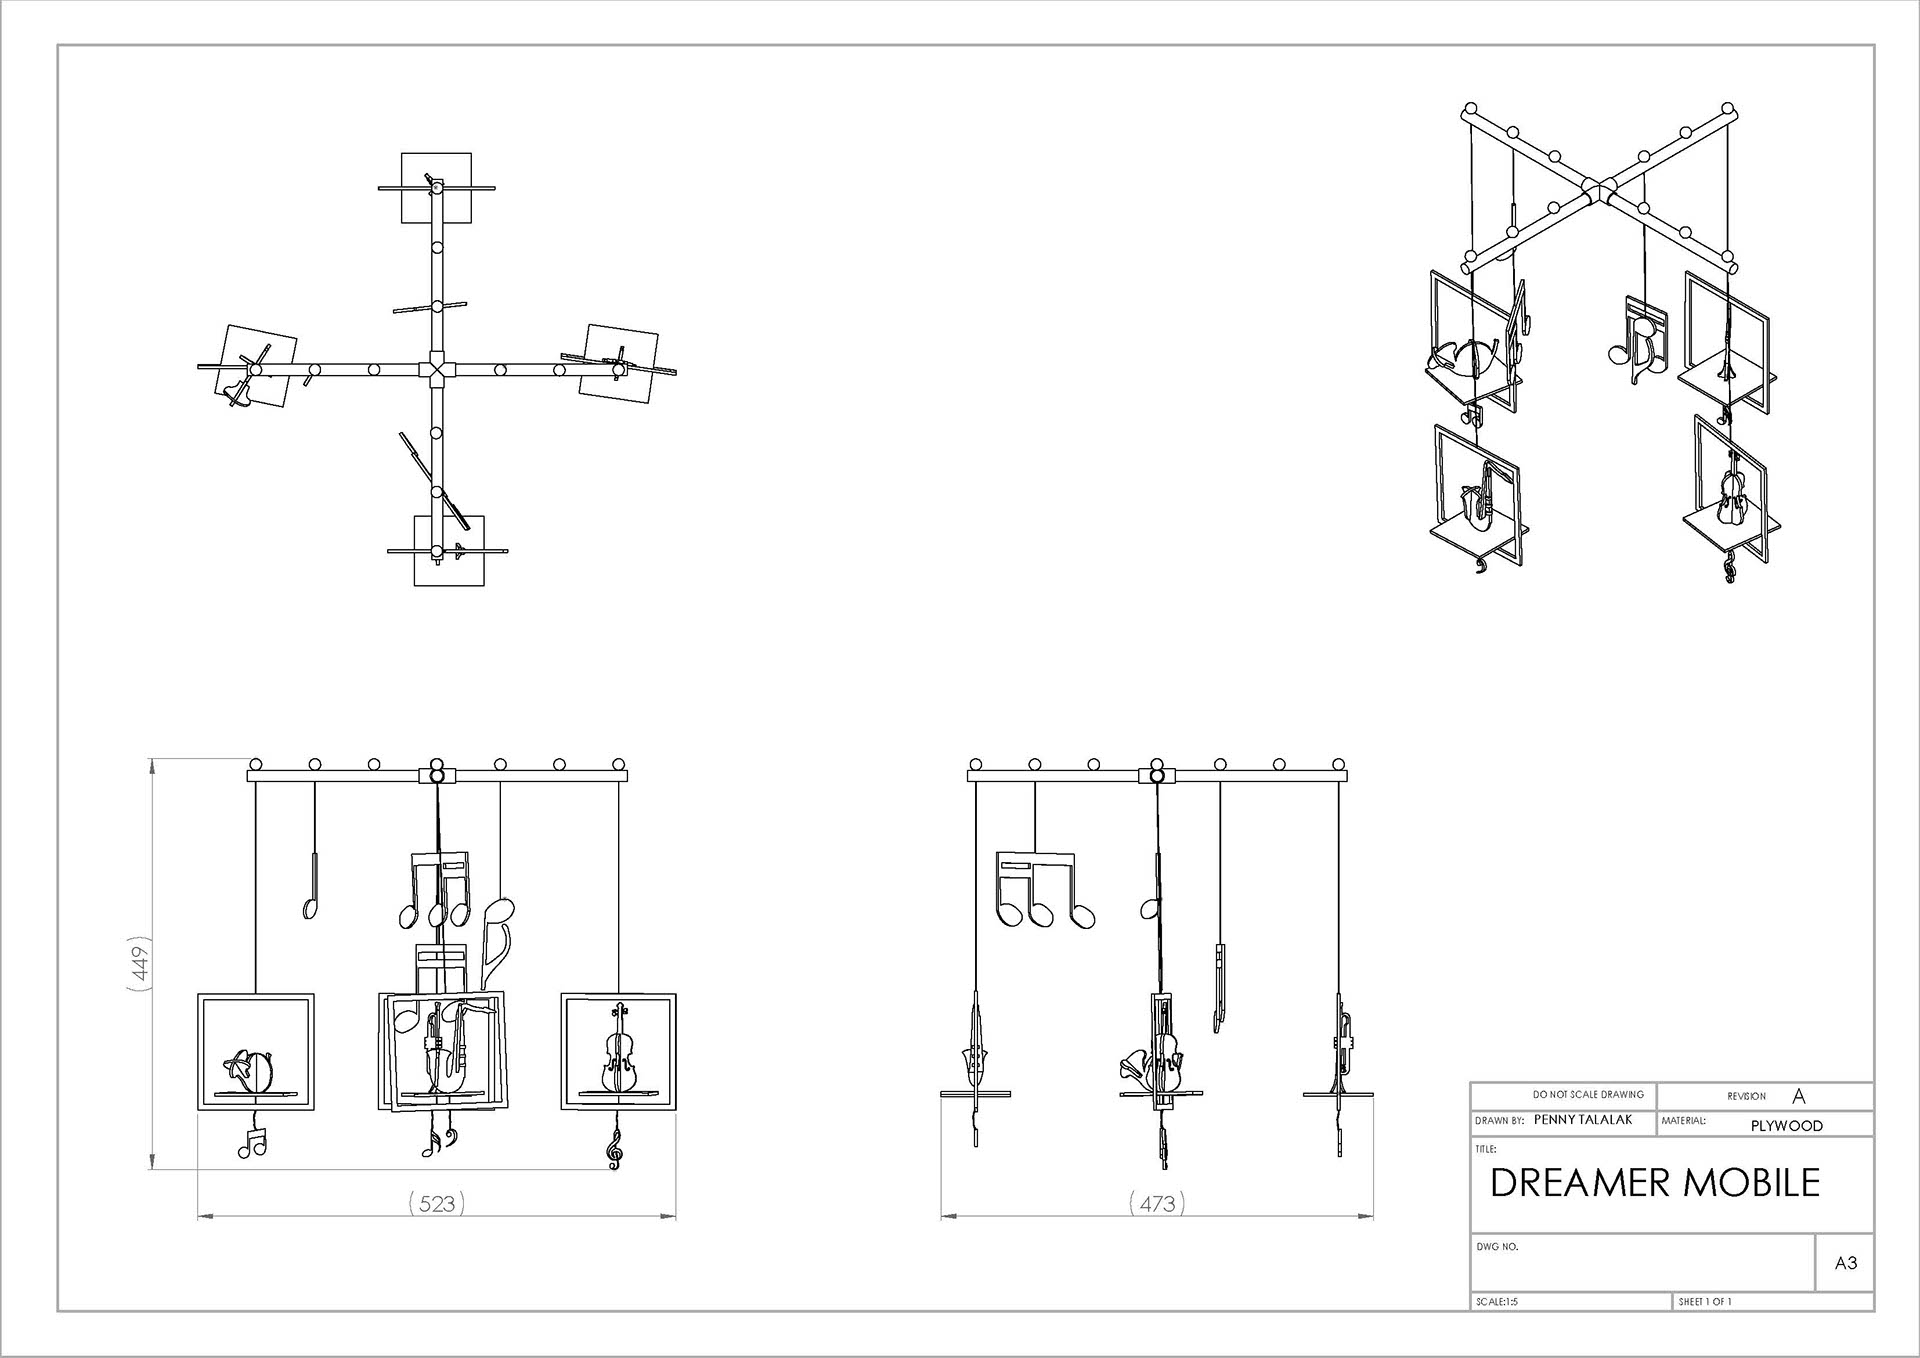 (449)
(523)
(473)
DO NOT SCALE DRAWING
REVISION A
DRAWN BY: PENNY TALALAK
MATERIAL: PLYWOOD
TITLE:
DREAMER MOBILE
DWG NO.
A3
SCALE:1:5
SHEET 1 OF 1